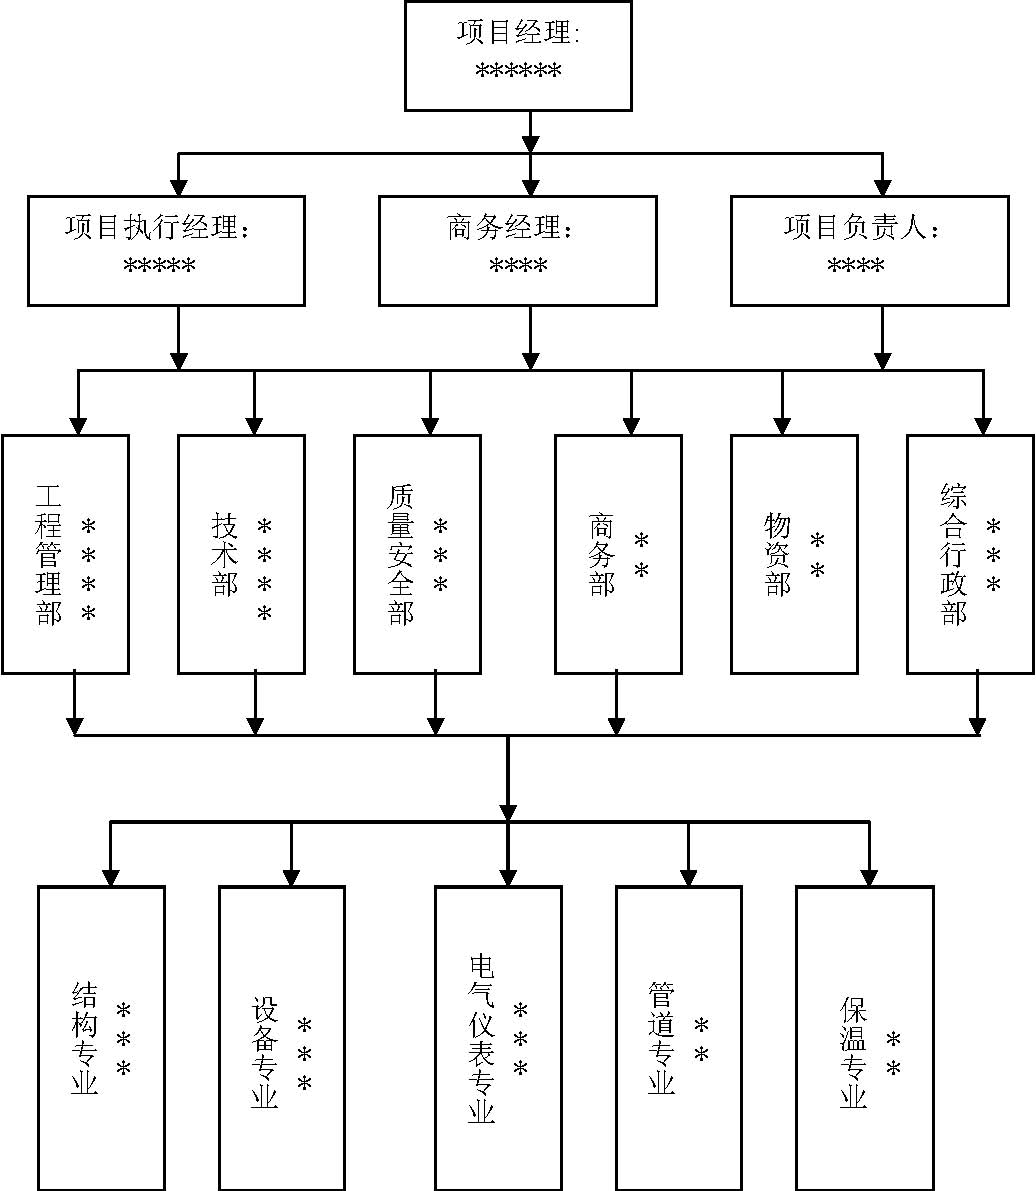 项目经理:
******
项目执行经理：
*****
商务经理：
****
项目负责人：
****
工程管理部
****
技术部
****
质量安全部
***
商务部
**
物资部
**
综合行政部
***
结构专业
***
设备专业
***
电气仪表专业
***
管道专业
**
保温专业
**